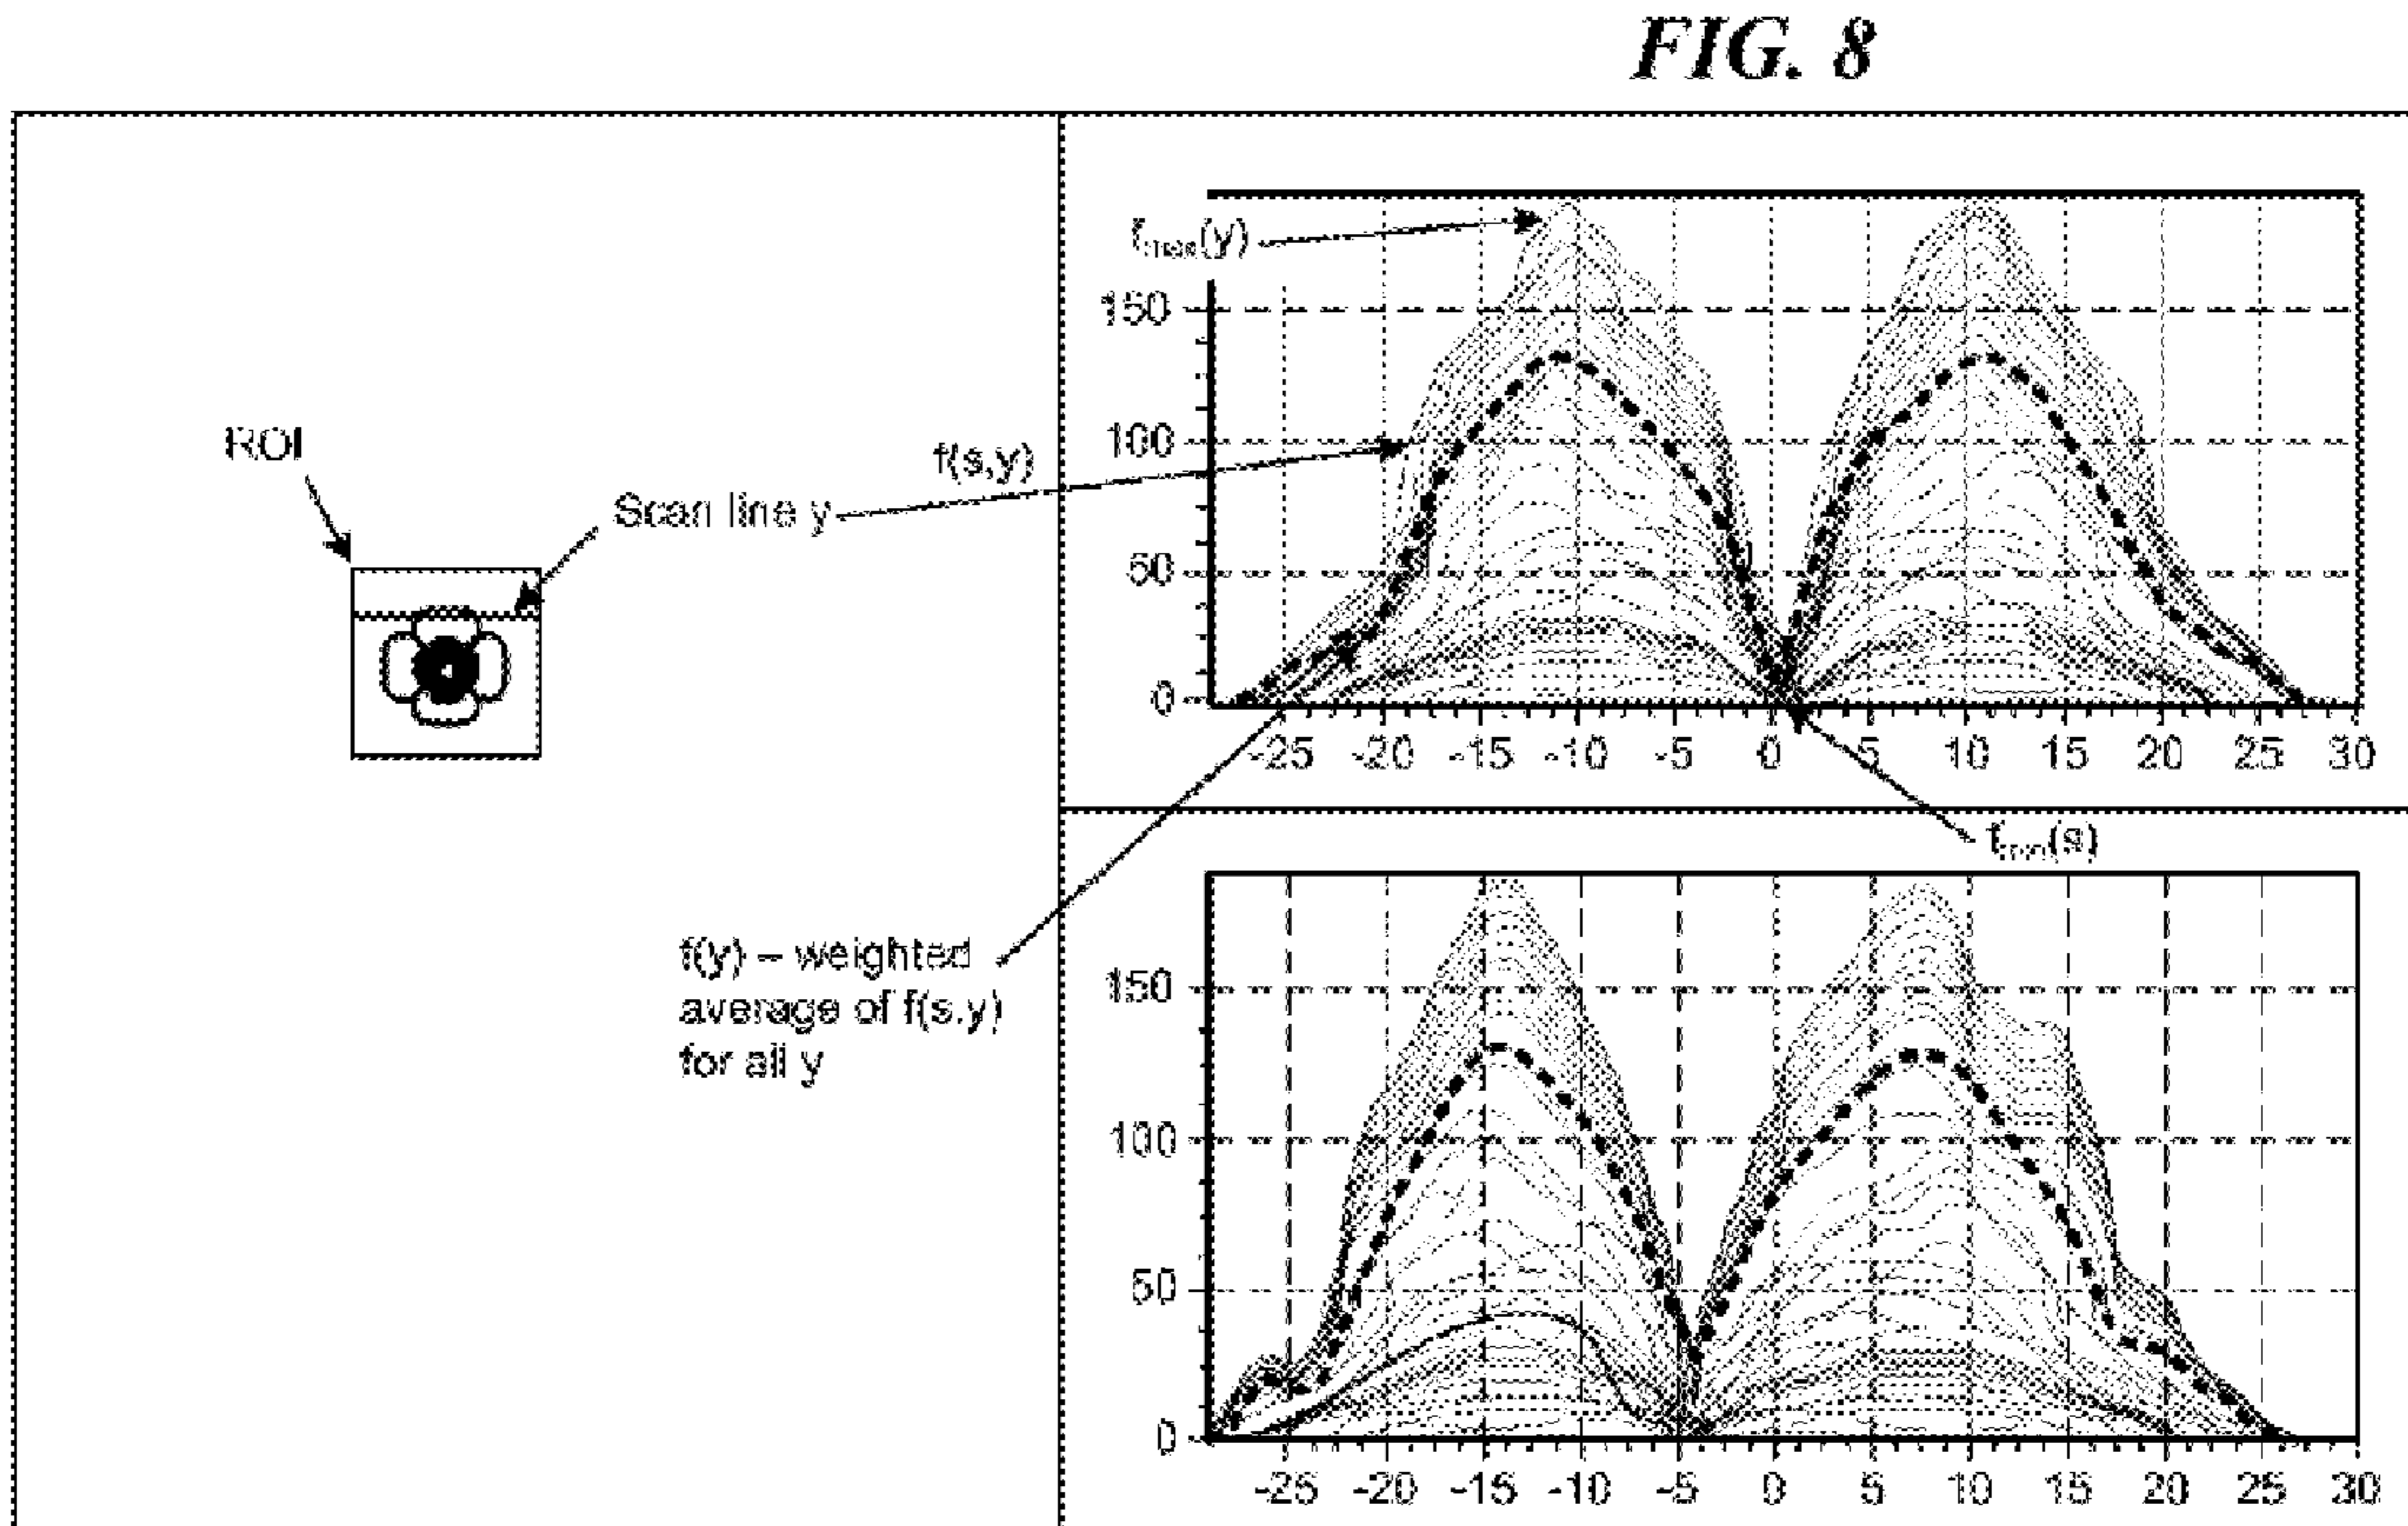 FIG. 8
ROI
Scan line y
f(s,y)
f(y) – weighted
average of f(s.y)
for all y
fmax(y)
150
100
50
0
-25 -20 -15 -10 -5 0 5 10 15 20 25 30
fmin(s)
150
100
50
0
-25 -20 -15 -10 -5 0 5 10 15 20 25 30